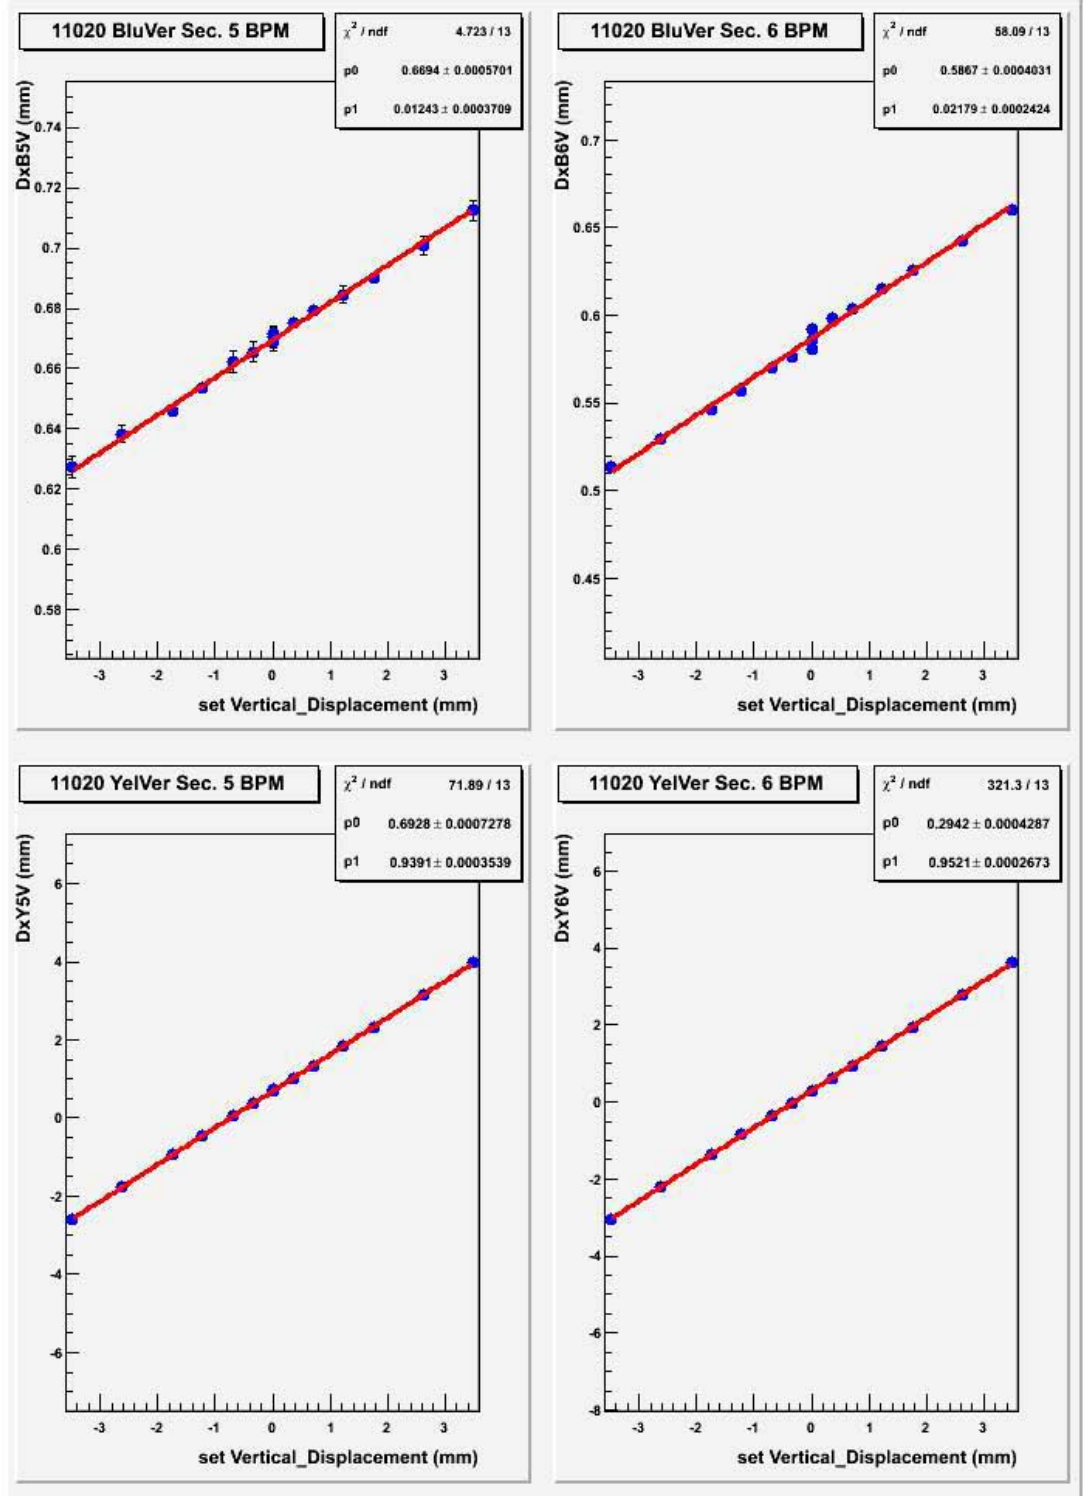 11020 BluVer Sec. 5 BPM
χ² / ndf 4.723 / 13
p0 0.6694 ± 0.0005701
p1 0.01243 ± 0.0003709
DxB5V (mm)
0.74
0.72
0.7
0.68
0.66
0.64
0.62
0.6
0.58
-3 -2 -1 0 1 2 3
set Vertical_Displacement (mm)
11020 BluVer Sec. 6 BPM
χ² / ndf 58.09 / 13
p0 0.5867 ± 0.0004031
p1 0.02179 ± 0.0002424
DxB6V (mm)
0.7
0.65
0.6
0.55
0.5
0.45
-3 -2 -1 0 1 2 3
set Vertical_Displacement (mm)
11020 YelVer Sec. 5 BPM
χ² / ndf 71.89 / 13
p0 0.6928 ± 0.0007278
p1 0.9391 ± 0.0003539
DxY5V (mm)
6
4
2
0
-2
-4
-6
-3 -2 -1 0 1 2 3
set Vertical_Displacement (mm)
11020 YelVer Sec. 6 BPM
χ² / ndf 321.3 / 13
p0 0.2942 ± 0.0004287
p1 0.9521 ± 0.0002673
DxY6V (mm)
6
4
2
0
-2
-4
-6
-8
-3 -2 -1 0 1 2 3
set Vertical_Displacement (mm)